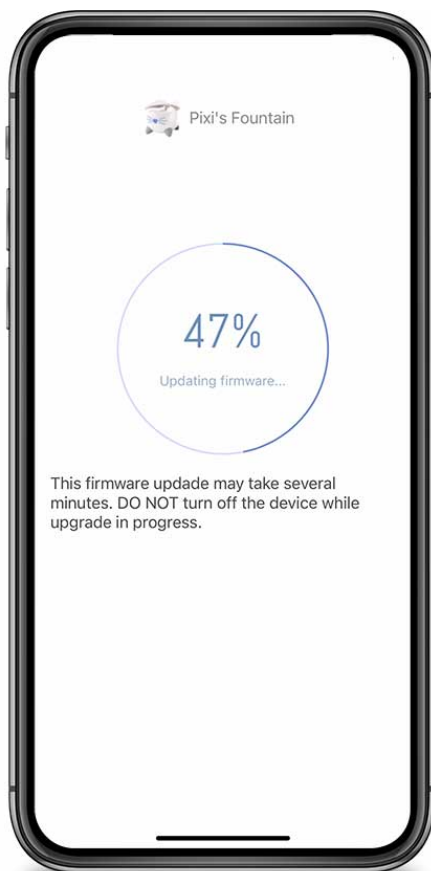 Pixi's Fountain
47%
Updating firmware...
This firmware updade may take several
minutes. DO NOT turn off the device while
upgrade in progress.